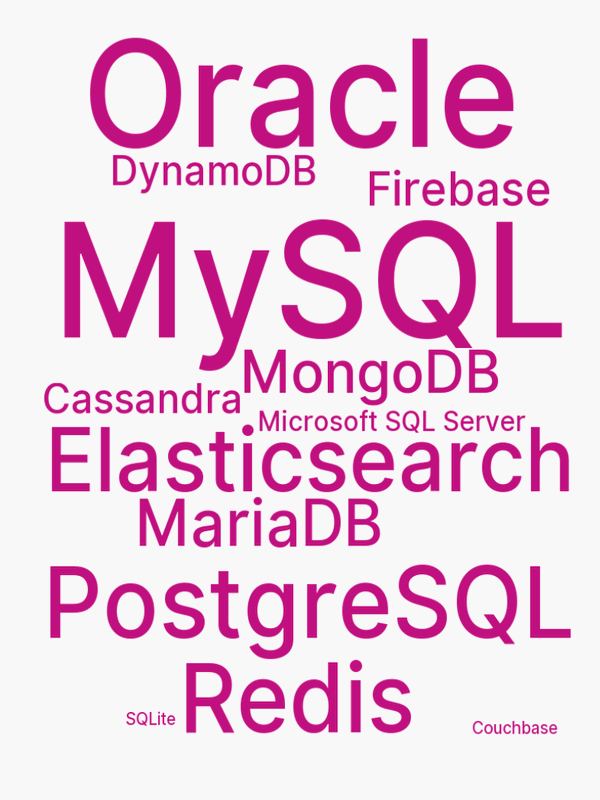 Oracle
DynamoDB
Firebase
MySQL
MongoDB
Cassandra
Microsoft SQL Server
Elasticsearch
MariaDB
PostgreSQL
Redis
SQLite
Couchbase